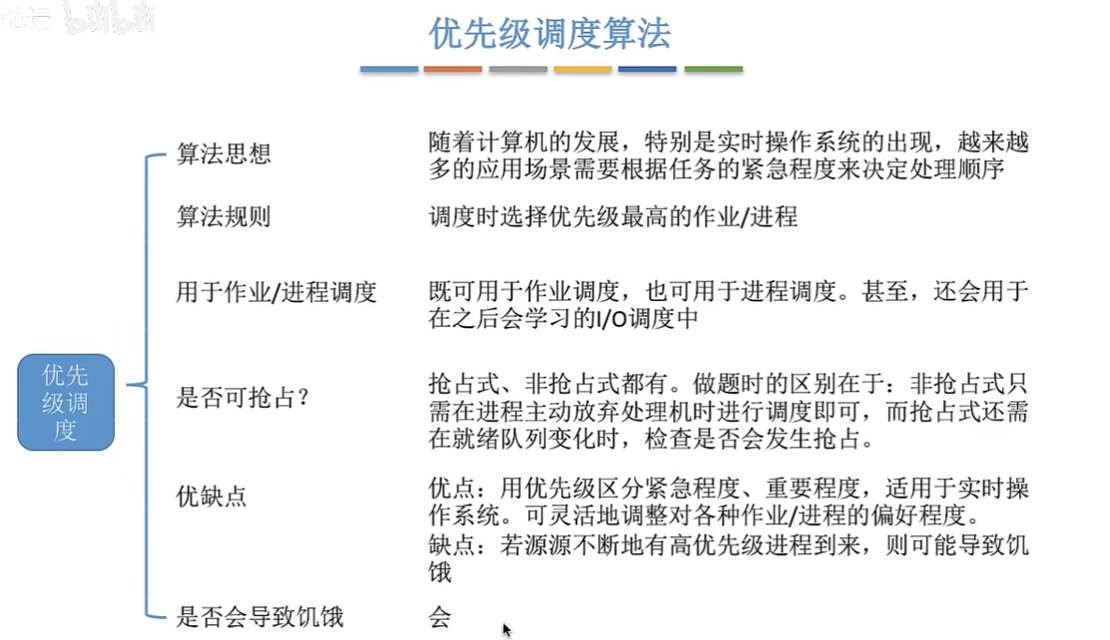 优先级调度算法
算法思想
随着计算机的发展，特别是实时操作系统的出现，越来越
多的应用场景需要根据任务的紧急程度来决定处理顺序
算法规则
调度时选择优先级最高的作业/进程
用于作业/进程调度
既可用于作业调度，也可用于进程调度。甚至，还会用于
在之后会学习的I/O调度中
优先
级调
度
是否可抢占？
抢占式、非抢占式都有。做题时的区别在于：非抢占式只
需在进程主动放弃处理机时进行调度即可，而抢占式还需
在就绪队列变化时，检查是否会发生抢占。
优缺点
优点：用优先级区分紧急程度、重要程度，适用于实时操
作系统。可灵活地调整对各种作业/进程的偏好程度。
缺点：若源源不断地有高优先级进程到来，则可能导致饥
饿
是否会导致饥饿
会